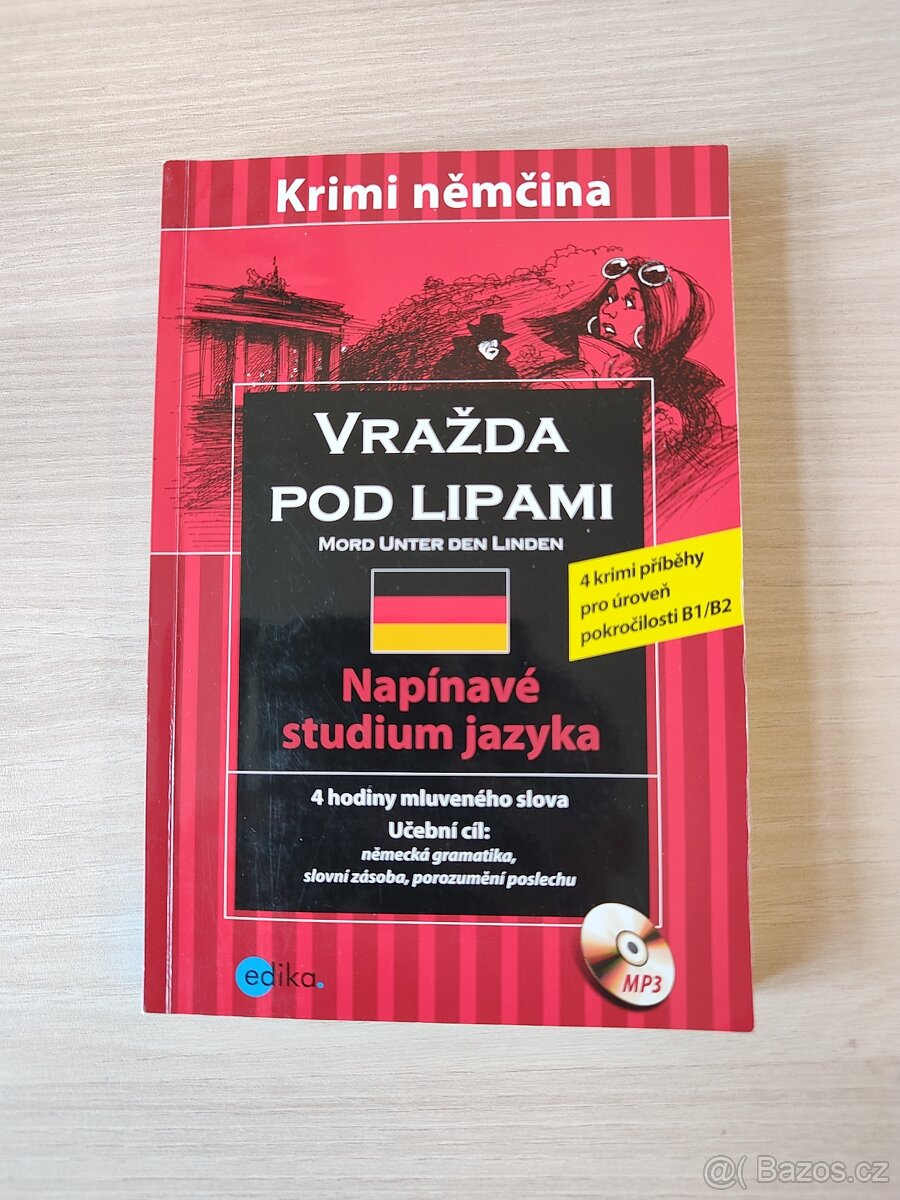 Krimi němčina
Vražda
pod lipami
Mord Unter den Linden
4 krimi příběhy
pro úroveň
pokročilosti B1/B2
Napínavé
studium jazyka
4 hodiny mluveného slova
Učební cíl:
německá gramatika,
slovní zásoba, porozumění poslechu
edika.
MP3
@( Bazos.cz